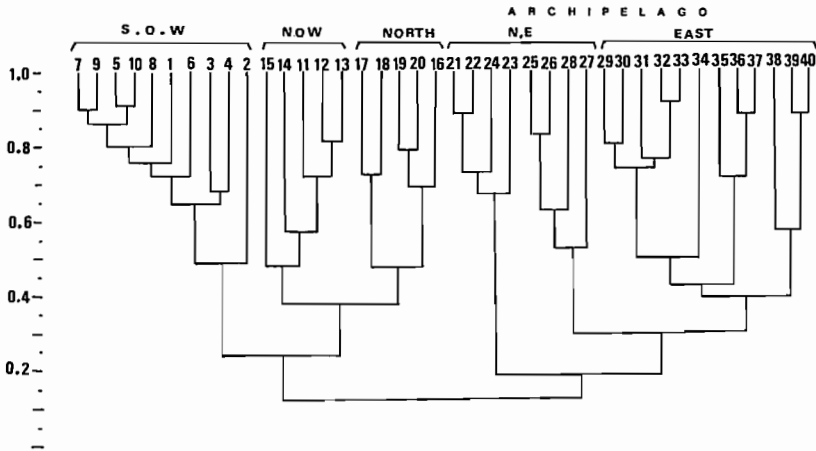 A R C H I P E L A G O
S.O.W NOW NORTH N,E EAST
7 9 5 10 8 1 6 3 4 2 15 14 11 12 13 17 18 19 20 16 21 22 24 23 25 26 28 27 29 30 31 32 33 34 35 36 37 38 39 40
1.0
0.8
0.6
0.4
0.2